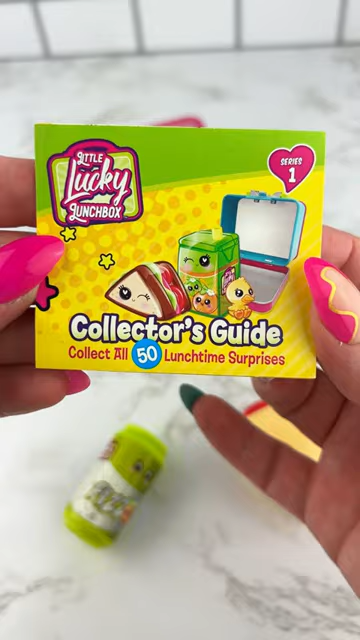 LITTLE
Lucky
LUNCHBOX
SERIES
1
Collector's Guide
Collect All 50 Lunchtime Surprises